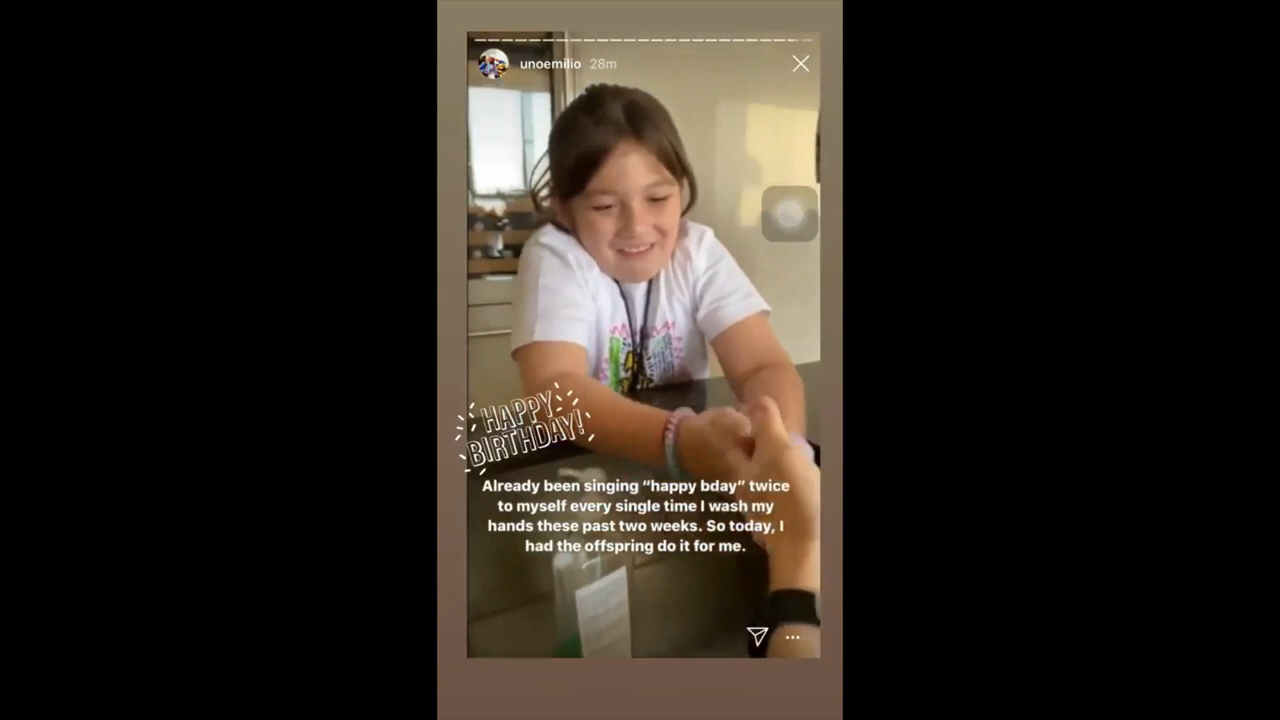 unoemilio 28m
HAPPY
BIRTHDAY!
Already been singing “happy bday” twice
to myself every single time I wash my
hands these past two weeks. So today, I
had the offspring do it for me.